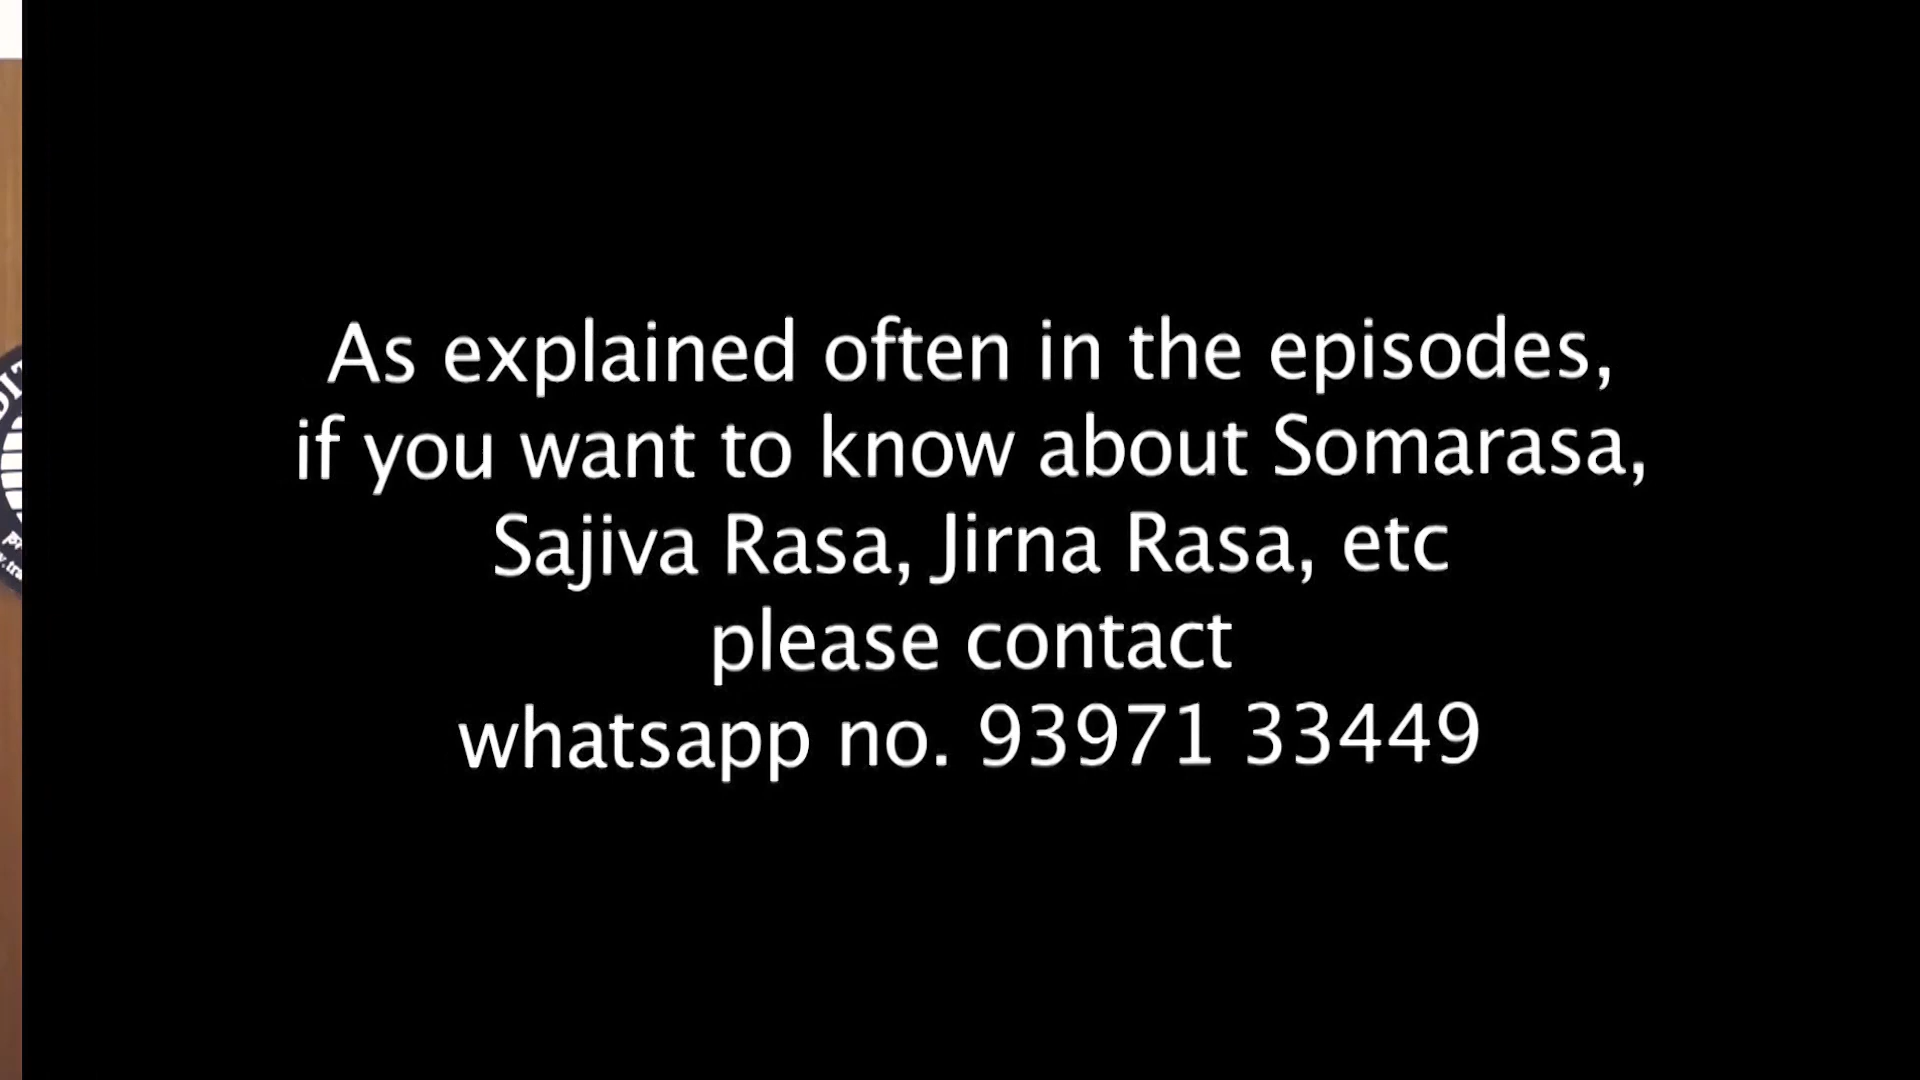 As explained often in the episodes,
if you want to know about Somarasa,
Sajiva Rasa, Jirna Rasa, etc
please contact
whatsapp no. 93971 33449